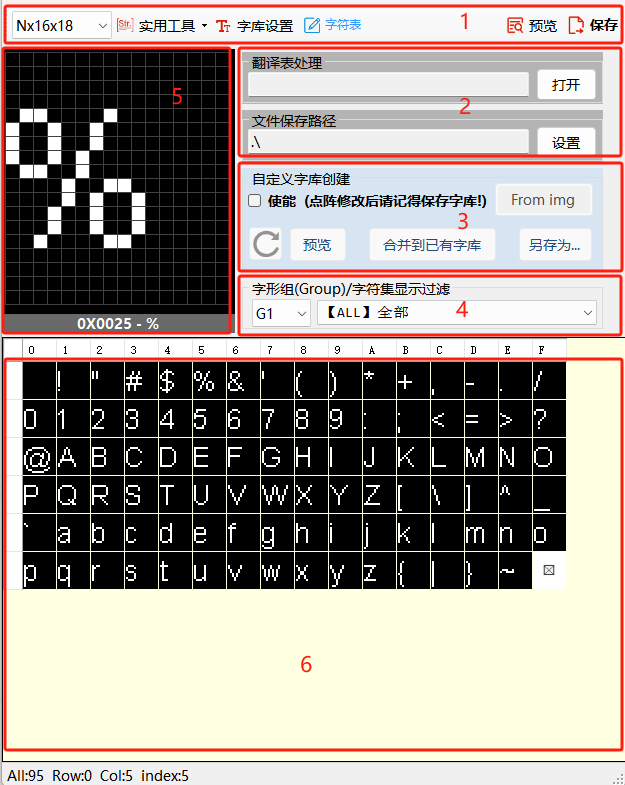 Nx16x18 Str. 实用工具 TT 字库设置 字符表 1 预览 保存
5
翻译表处理
打开
2
文件保存路径
.\ 设置
自定义字库创建
使能 (点阵修改后请记得保存字库!) From img
3
预览 合并到已有字库 另存为...
字形组(Group)/字符集显示过滤
G1 【ALL】全部 4
0X0025 - %
0 1 2 3 4 5 6 7 8 9 A B C D E F
! " # $ % & ' ( ) * + , - . /
0 1 2 3 4 5 6 7 8 9 : ; < = > ?
@ A B C D E F G H I J K L M N O
P Q R S T U V W X Y Z [ \ ] ^ _
` a b c d e f g h i j k l m n o
p q r s t u v w x y z { | } ~
6
All:95 Row:0 Col:5 index:5